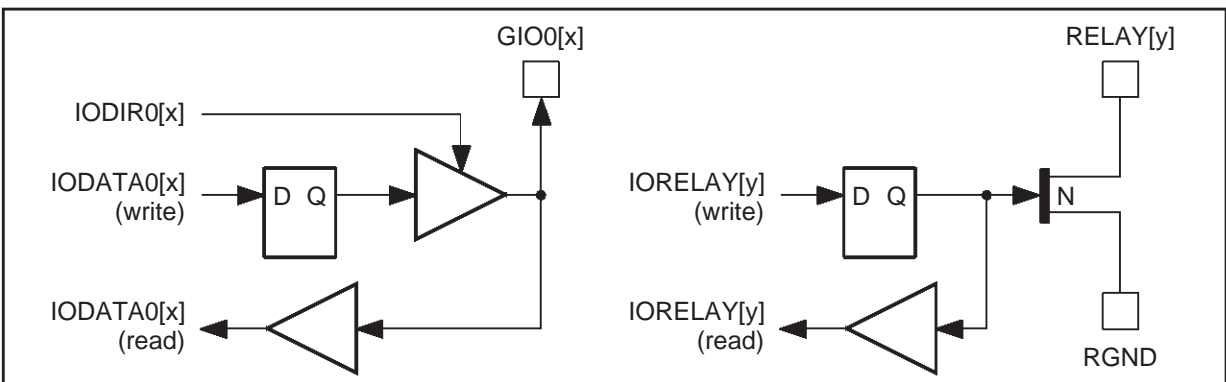 GIO0[x]
IODIR0[x]
IODATA0[x]
(write)
D Q
IODATA0[x]
(read)
RELAY[y]
IORELAY[y]
(write)
D Q
N
IORELAY[y]
(read)
RGND